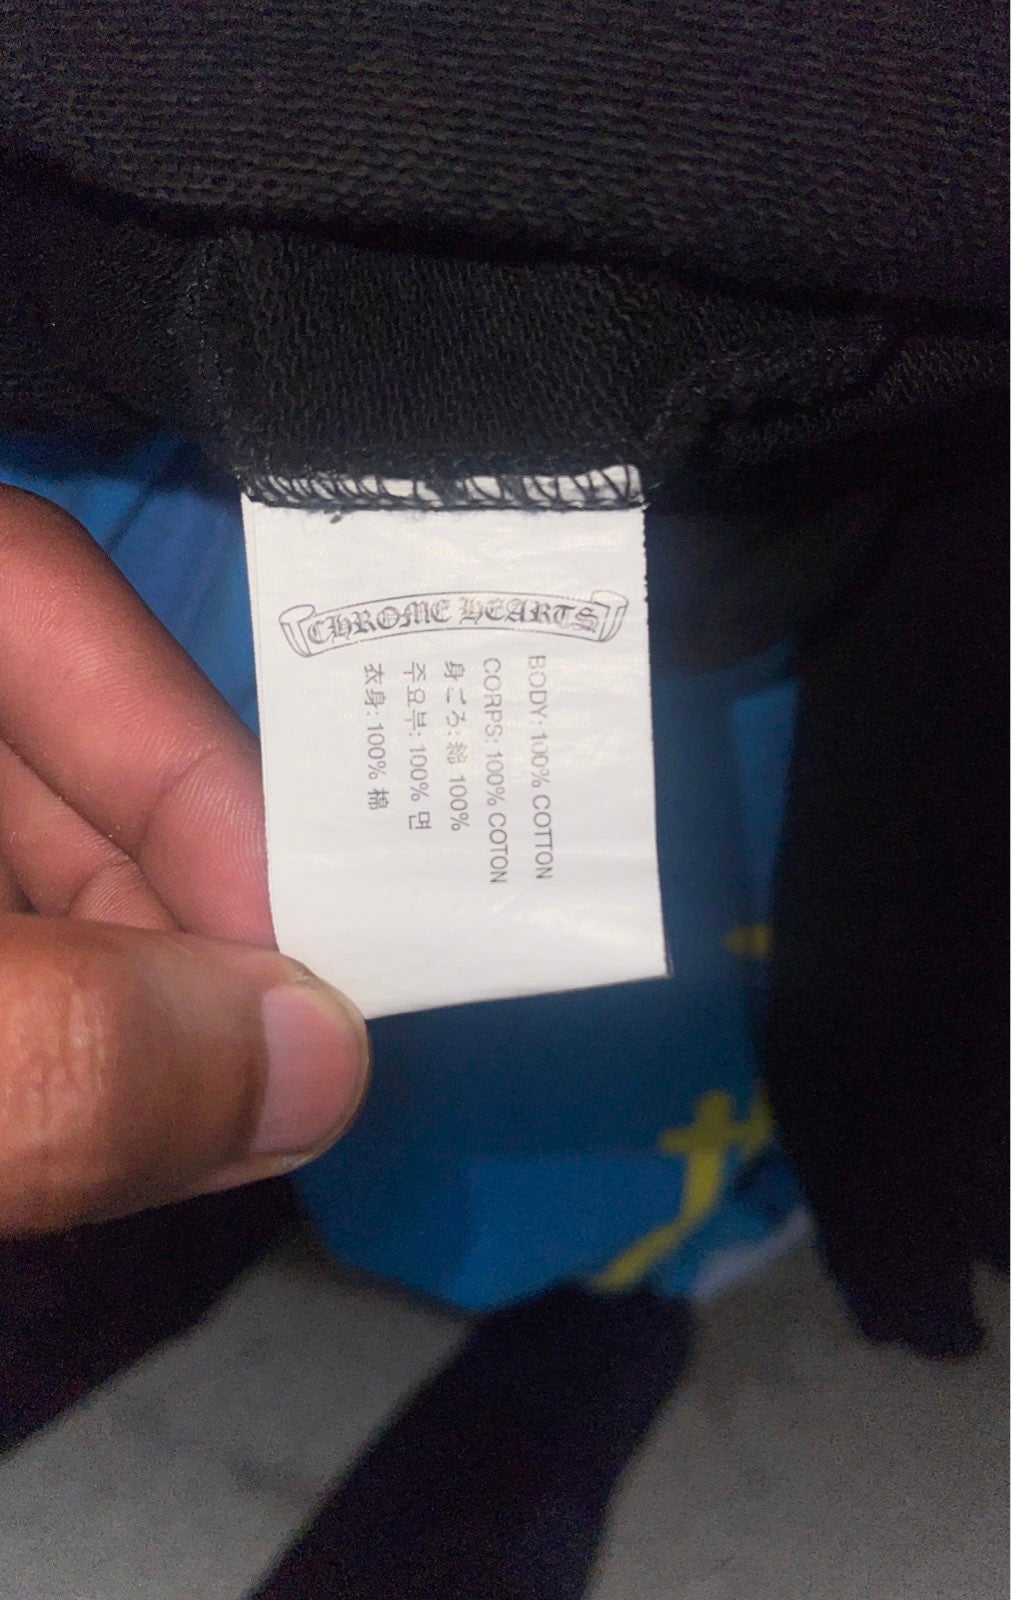 CHROME HEARTS
BODY: 100% COTTON
CORPS: 100% COTON
身ごろ: 綿 100%
주요부: 100% 면
衣身: 100% 棉